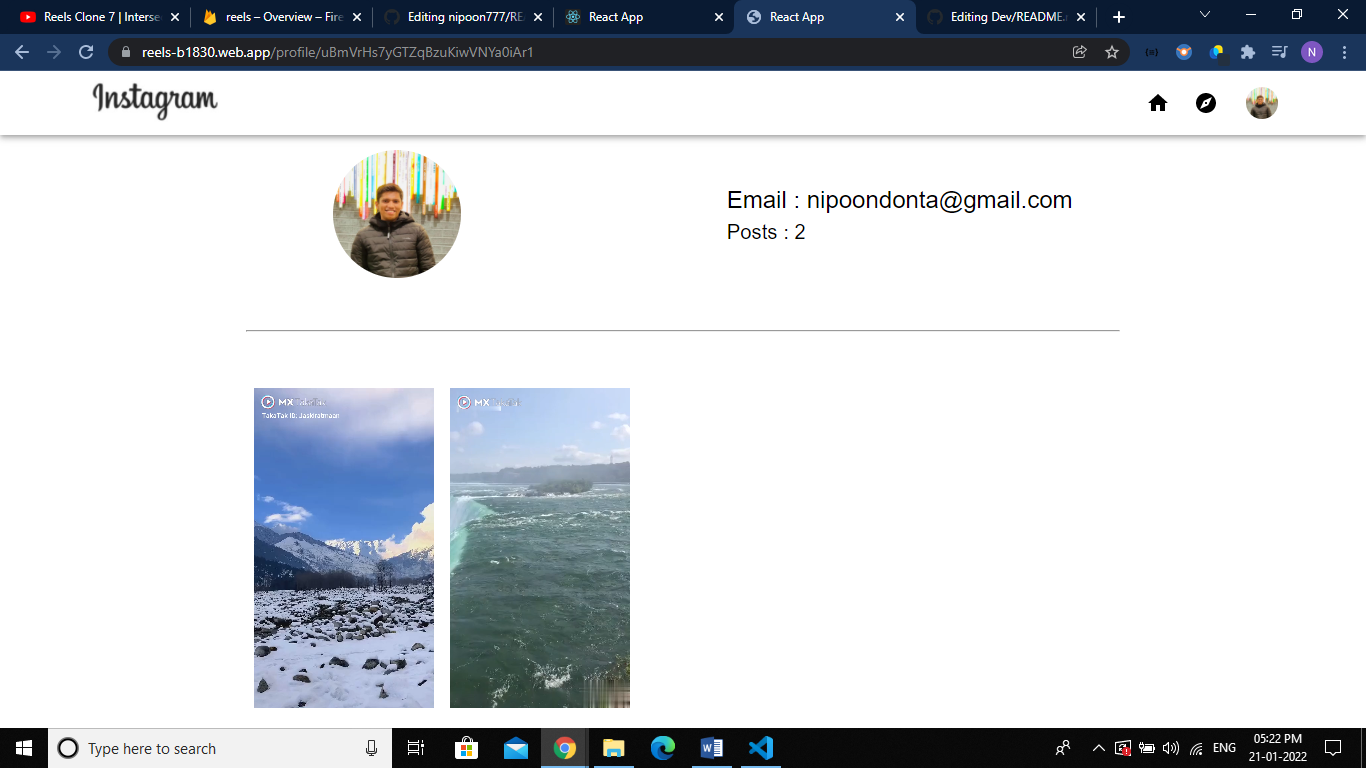 Reels Clone 7 | Interse
reels – Overview – Fire
Editing nipoon777/RE
React App
React App
Editing Dev/README.
reels-b1830.web.app/profile/uBmVrHs7yGTZqBzuKiwVNYa0iAr1
N
Instagram
Email : nipoondonta@gmail.com
Posts : 2
MX TakaTak
TakaTak ID: Jaskiratmaan
MX TakaTak
Type here to search
ENG
05:22 PM
21-01-2022